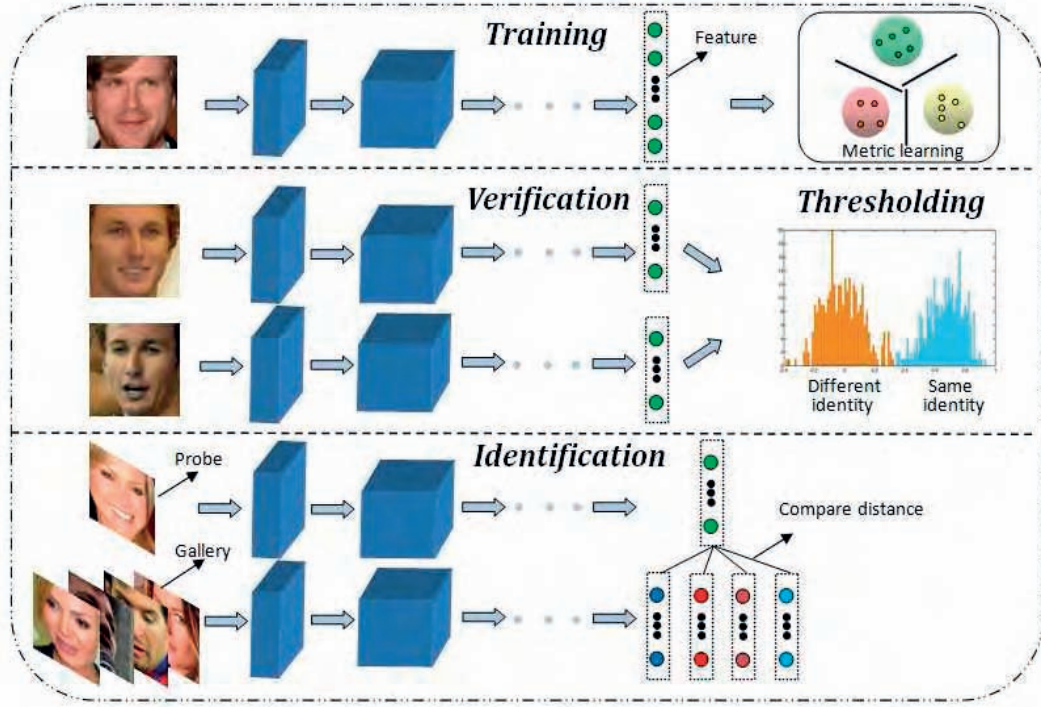 Training
Feature
Metric learning
Verification
Thresholding
Different
identity
Same
identity
Identification
Probe
Gallery
Compare distance